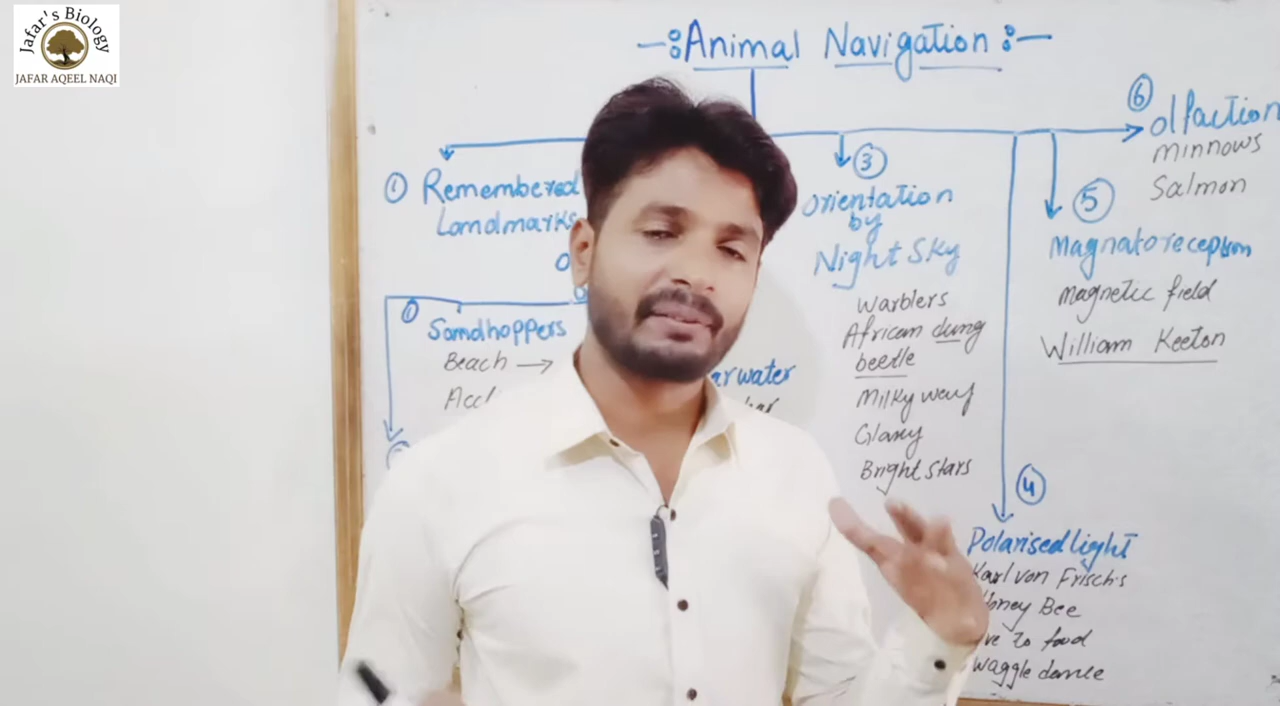 Jafar's Biology
JAFAR AQEEL NAQI
Animal Navigation
① Remembered
Landmarks
① Sandhoppers
Beach →
③
Orientation
by
Night Sky
Warblers
African dung
beetle
Milky way
Glaxy
Bright stars
④
Polarised light
Karl von Frisch's
Honey Bee
to food
waggle dance
⑤
Magnatoreception
Magnetic field
William Keeton
⑥
Olfaction
Minnows
Salmon